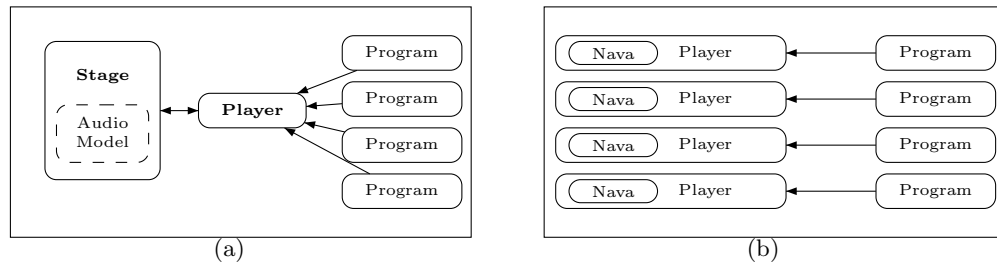 Stage
Audio
Model
Player
Program
Program
Program
Program
(a)
Nava Player Program
Nava Player Program
Nava Player Program
Nava Player Program
(b)